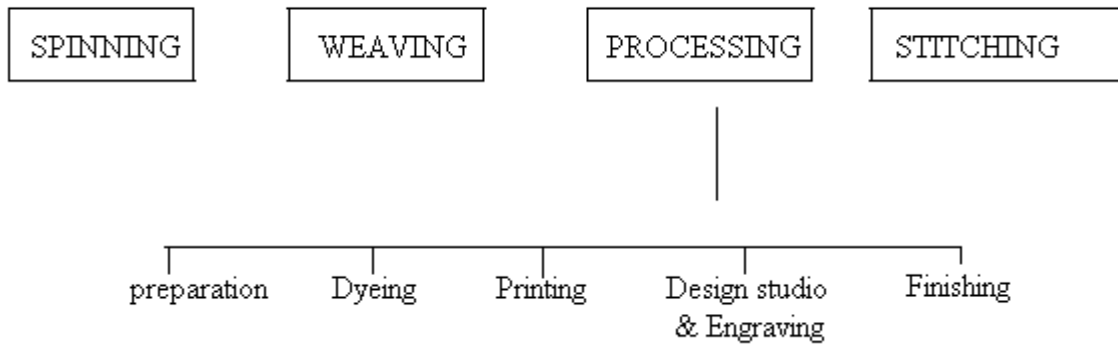 SPINNING WEAVING PROCESSING STITCHING
preparation Dyeing Printing Design studio Finishing
& Engraving